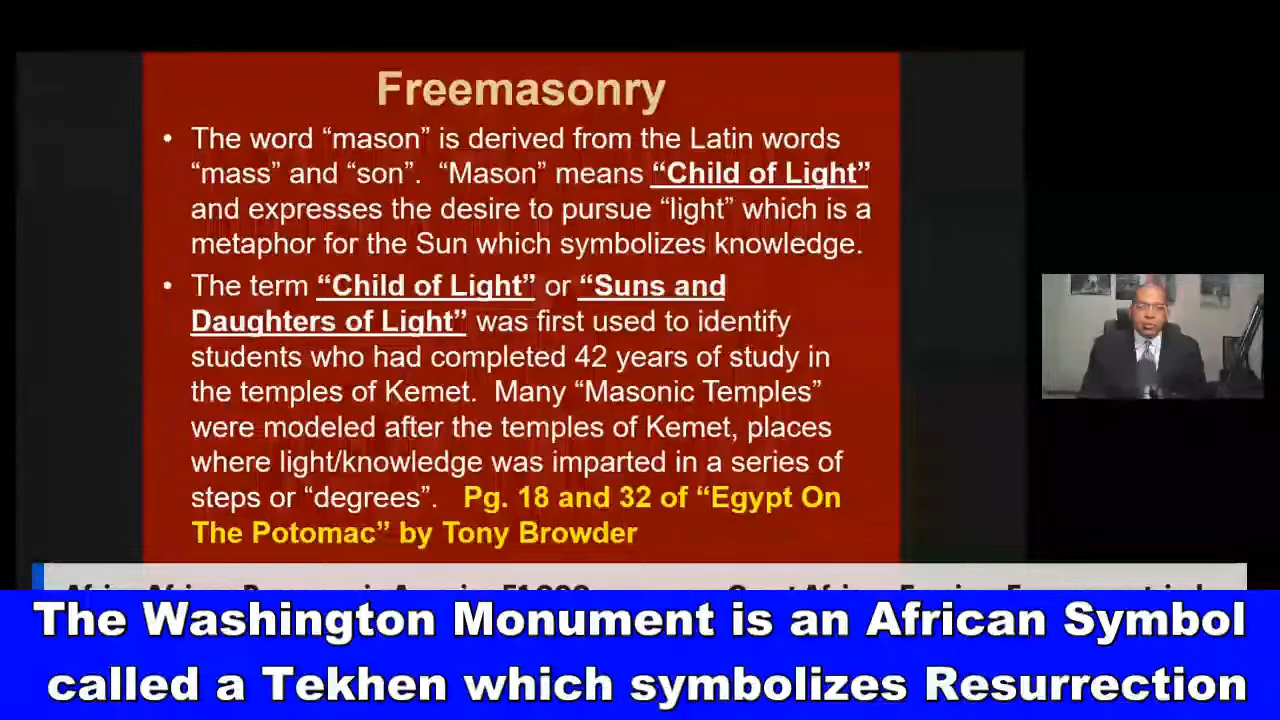 Freemasonry
• The word “mason” is derived from the Latin words
“mass” and “son”. “Mason” means “Child of Light”
and expresses the desire to pursue “light” which is a
metaphor for the Sun which symbolizes knowledge.
• The term “Child of Light” or “Suns and
Daughters of Light” was first used to identify
students who had completed 42 years of study in
the temples of Kemet. Many “Masonic Temples”
were modeled after the temples of Kemet, places
where light/knowledge was imparted in a series of
steps or “degrees”. Pg. 18 and 32 of “Egypt On
The Potomac” by Tony Browder
The Washington Monument is an African Symbol
called a Tekhen which symbolizes Resurrection